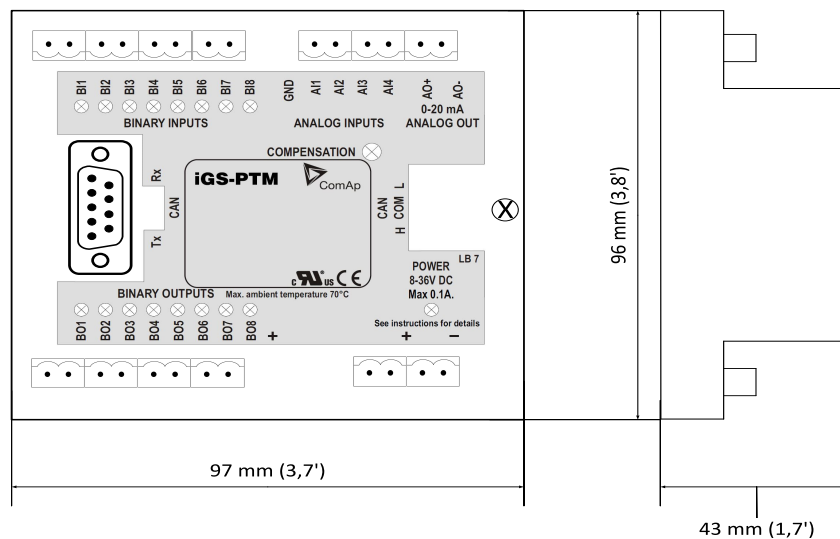 BI1 BI2 BI3 BI4 BI5 BI6 BI7 BI8 GND AI1 AI2 AI3 AI4 AO+ AO-
0-20 mA
BINARY INPUTS ANALOG INPUTS ANALOG OUT
COMPENSATION
iGS-PTM ComAp
Rx
CAN
Tx
CAN
H COM L
X
c RU US CE
LB 7
POWER
8-36V DC
Max 0.1A.
BINARY OUTPUTS Max. ambient temperature 70°C
See instructions for details
BO1 BO2 BO3 BO4 BO5 BO6 BO7 BO8 + + −
97 mm (3,7')
96 mm (3,8')
43 mm (1,7')